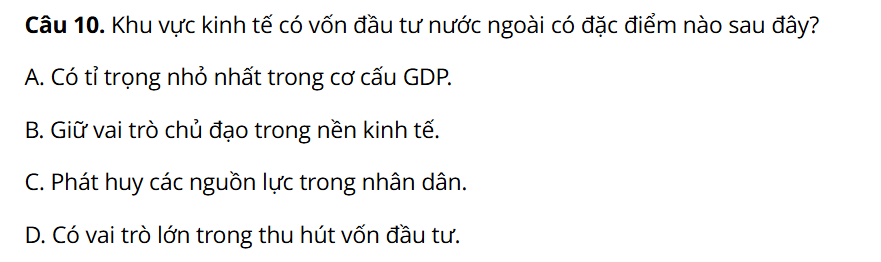 Câu 10. Khu vực kinh tế có vốn đầu tư nước ngoài có đặc điểm nào sau đây?
A. Có tỉ trọng nhỏ nhất trong cơ cấu GDP.
B. Giữ vai trò chủ đạo trong nền kinh tế.
C. Phát huy các nguồn lực trong nhân dân.
D. Có vai trò lớn trong thu hút vốn đầu tư.